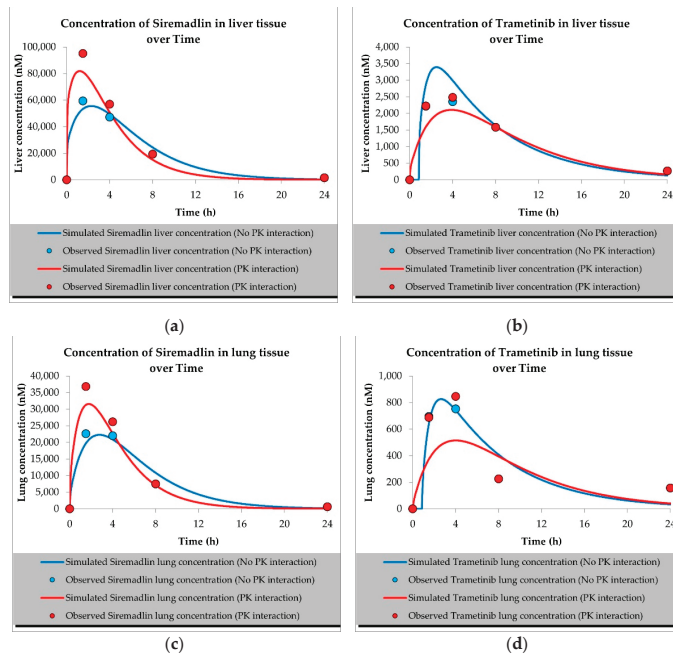 Concentration of Siremadlin in liver tissue
over Time
Liver concentration (nM)
100,000
80,000
60,000
40,000
20,000
0
0
4
8
12
16
20
24
Time (h)
Simulated Siremadlin liver concentration (No PK interaction)
Observed Siremadlin liver concentration (No PK interaction)
Simulated Siremadlin liver concentration (PK interaction)
Observed Siremadlin liver concentration (PK interaction)
(a)
Concentration of Trametinib in liver tissue
over Time
Liver concentration (nM)
4,000
3,500
3,000
2,500
2,000
1,500
1,000
500
0
0
4
8
12
16
20
24
Time (h)
Simulated Trametinib liver concentration (No PK interaction)
Observed Trametinib liver concentration (No PK interaction)
Simulated Trametinib liver concentration (PK interaction)
Observed Trametinib liver concentration (PK interaction)
(b)
Concentration of Siremadlin in lung tissue
over Time
Lung concentration (nM)
40,000
35,000
30,000
25,000
20,000
15,000
10,000
5,000
0
0
4
8
12
16
20
24
Time (h)
Simulated Siremadlin lung concentration (No PK interaction)
Observed Siremadlin lung concentration (No PK interaction)
Simulated Siremadlin lung concentration (PK interaction)
Observed Siremadlin lung concentration (PK interaction)
(c)
Concentration of Trametinib in lung tissue
over Time
Lung concentration (nM)
1,000
800
600
400
200
0
0
4
8
12
16
20
24
Time (h)
Simulated Trametinib lung concentration (No PK interaction)
Observed Trametinib lung concentration (No PK interaction)
Simulated Trametinib lung concentration (PK interaction)
Observed Trametinib lung concentration (PK interaction)
(d)